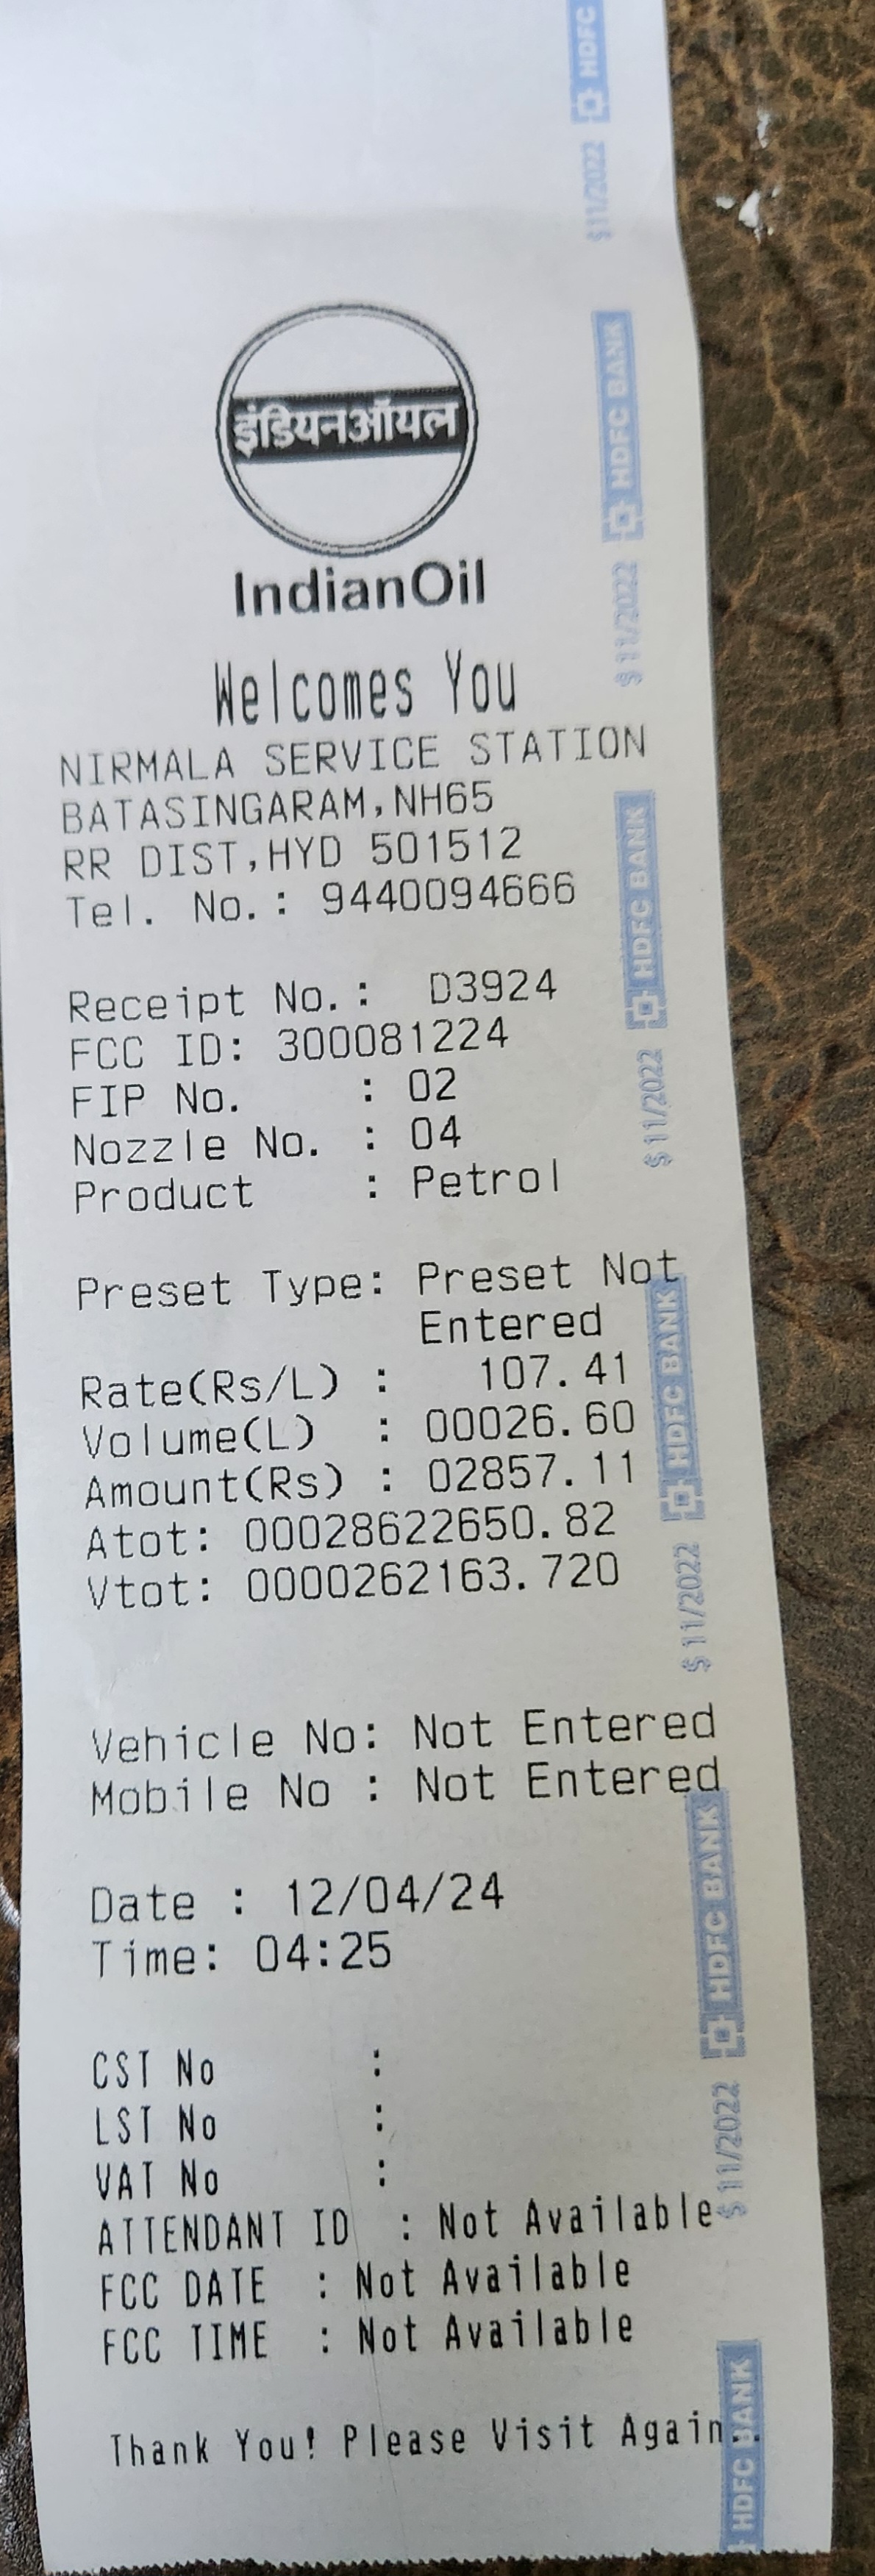 इंडियनऑयल
IndianOil
Welcomes You
NIRMALA SERVICE STATION
BATASINGARAM,NH65
RR DIST,HYD 501512
Tel. No.: 9440094666
Receipt No.: D3924
FCC ID: 300081224
FIP No. : 02
Nozzle No. : 04
Product : Petrol
Preset Type: Preset Not
Entered
Rate(Rs/L) : 107.41
Volume(L) : 00026.60
Amount(Rs) : 02857.11
Atot: 00028622650.82
Vtot: 0000262163.720
Vehicle No: Not Entered
Mobile No : Not Entered
Date : 12/04/24
Time: 04:25
CST No :
LST No :
VAT No :
ATTENDANT ID : Not Available
FCC DATE : Not Available
FCC TIME : Not Available
Thank You! Please Visit Again..
HDFC
$11/2022
HDFC BANK
$11/2022
HDFC BANK
$11/2022
HDFC BANK
$11/2022
HDFC BANK
$11/2022
HDFC BANK